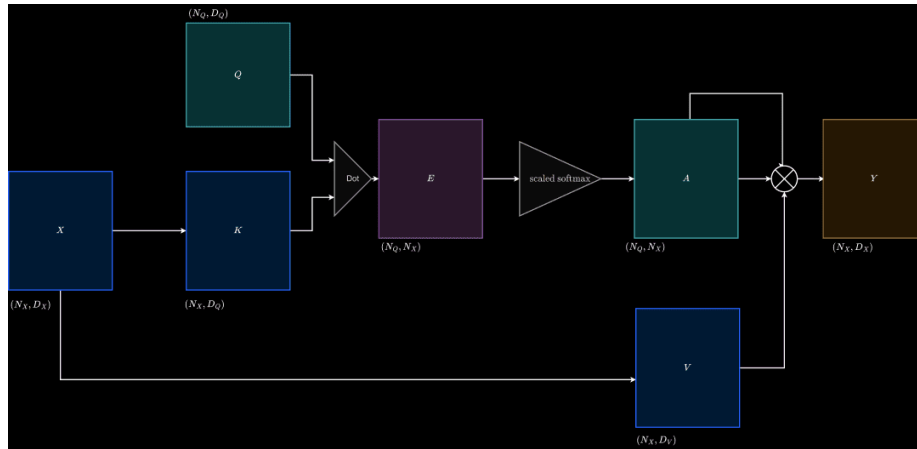 (N_Q, D_Q)
Q
Dot
E
scaled softmax
A
Y
X
K
(N_Q, N_X)
(N_Q, N_X)
(N_X, D_X)
(N_X, D_X)
(N_X, D_Q)
V
(N_X, D_V)